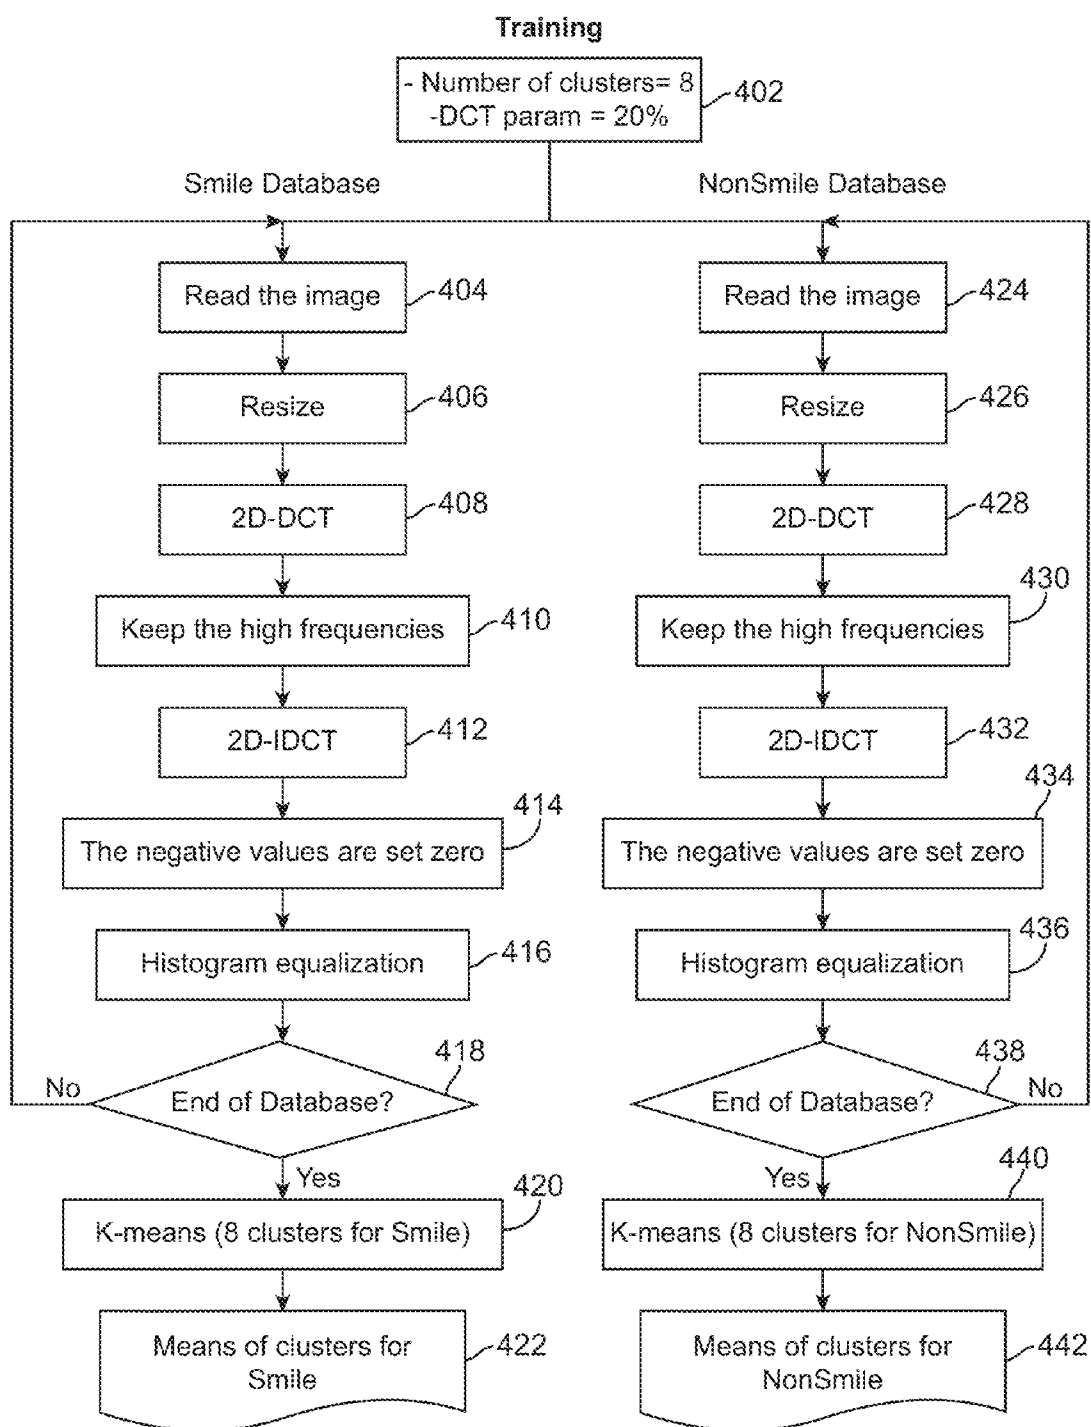 Training
- Number of clusters= 8
-DCT param = 20%
402
Smile Database
NonSmile Database
Read the image
404
Resize
406
2D-DCT
408
Keep the high frequencies
410
2D-IDCT
412
The negative values are set zero
414
Histogram equalization
416
End of Database?
418
No
Yes
K-means (8 clusters for Smile)
420
Means of clusters for
Smile
422
Read the image
424
Resize
426
2D-DCT
428
Keep the high frequencies
430
2D-IDCT
432
The negative values are set zero
434
Histogram equalization
436
End of Database?
438
No
Yes
K-means (8 clusters for NonSmile)
440
Means of clusters for
NonSmile
442